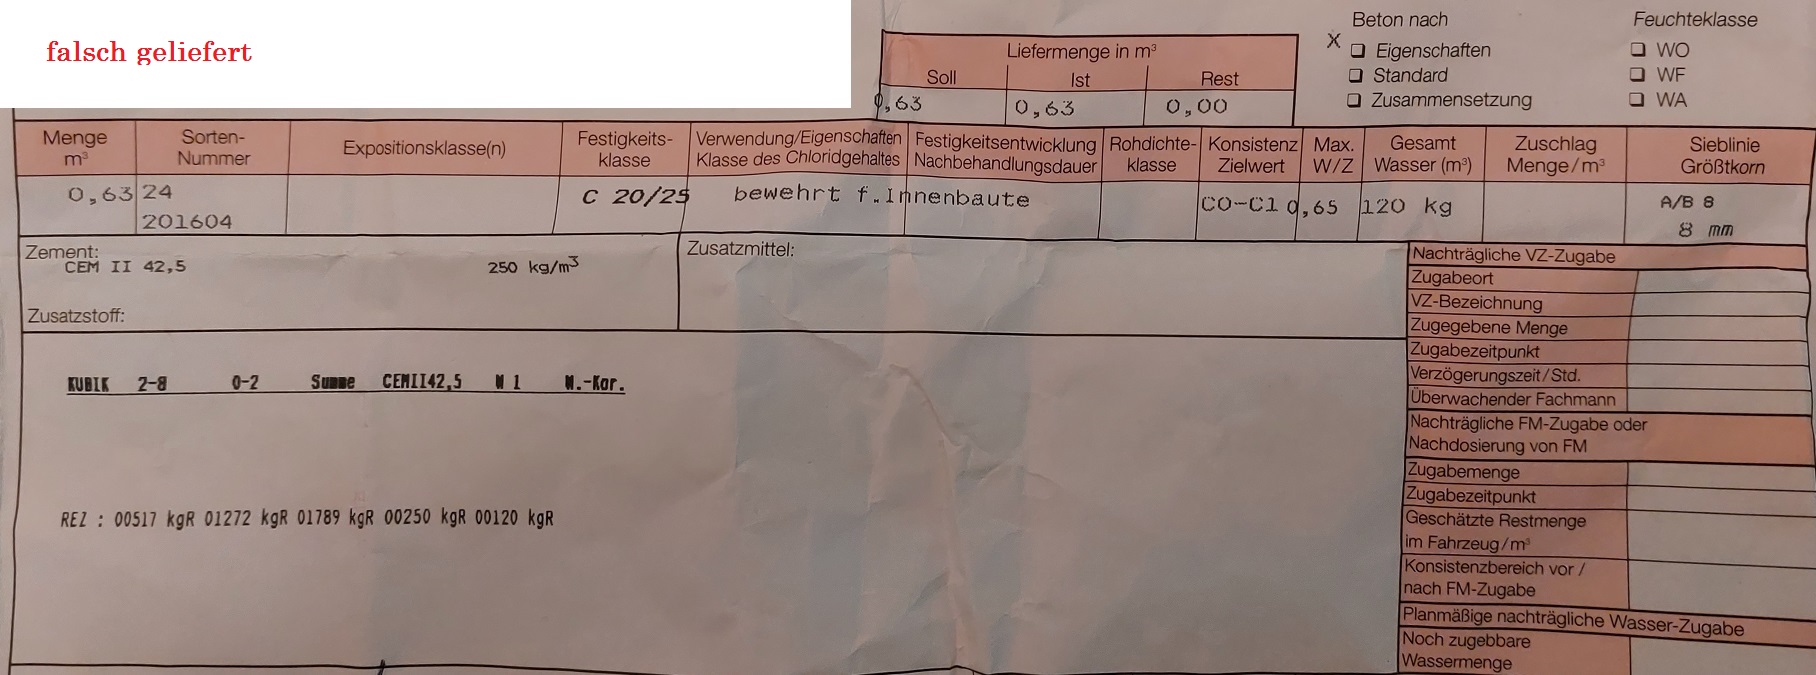 falsch geliefert
Liefermenge in m³
Soll Ist Rest
0,63 0,63 0,00
Beton nach
X Eigenschaften
Standard
Zusammensetzung
Feuchteklasse
WO
WF
WA
Menge m³
Sorten-Nummer
Expositionsklasse(n)
Festigkeits-klasse
Verwendung/Eigenschaften
Klasse des Chloridgehaltes
Festigkeitsentwicklung
Nachbehandlungsdauer
Rohdichte-klasse
Konsistenz
Zielwert
Max.
W/Z
Gesamt
Wasser (m³)
Zuschlag
Menge/m³
Sieblinie
Größtkorn
0,63 24 C 20/25 bewehrt f.Innenbaute C0-C1 0,65 120 kg A/B 8
201604 8 mm
Zement:
CEM II 42,5 250 kg/m³
Zusatzstoff:
Zusatzmittel:
KUBIK 2-8 0-2 Summe CEMII42,5 W 1 W.-Kor.
REZ : 00517 kgR 01272 kgR 01789 kgR 00250 kgR 00120 kgR
Nachträgliche VZ-Zugabe
Zugabeort
VZ-Bezeichnung
Zugegebene Menge
Zugabezeitpunkt
Verzögerungszeit/Std.
Überwachender Fachmann
Nachträgliche FM-Zugabe oder
Nachdosierung von FM
Zugabemenge
Zugabezeitpunkt
Geschätzte Restmenge
im Fahrzeug/m³
Konsistenzbereich vor /
nach FM-Zugabe
Planmäßige nachträgliche Wasser-Zugabe
Noch zugebbare
Wassermenge